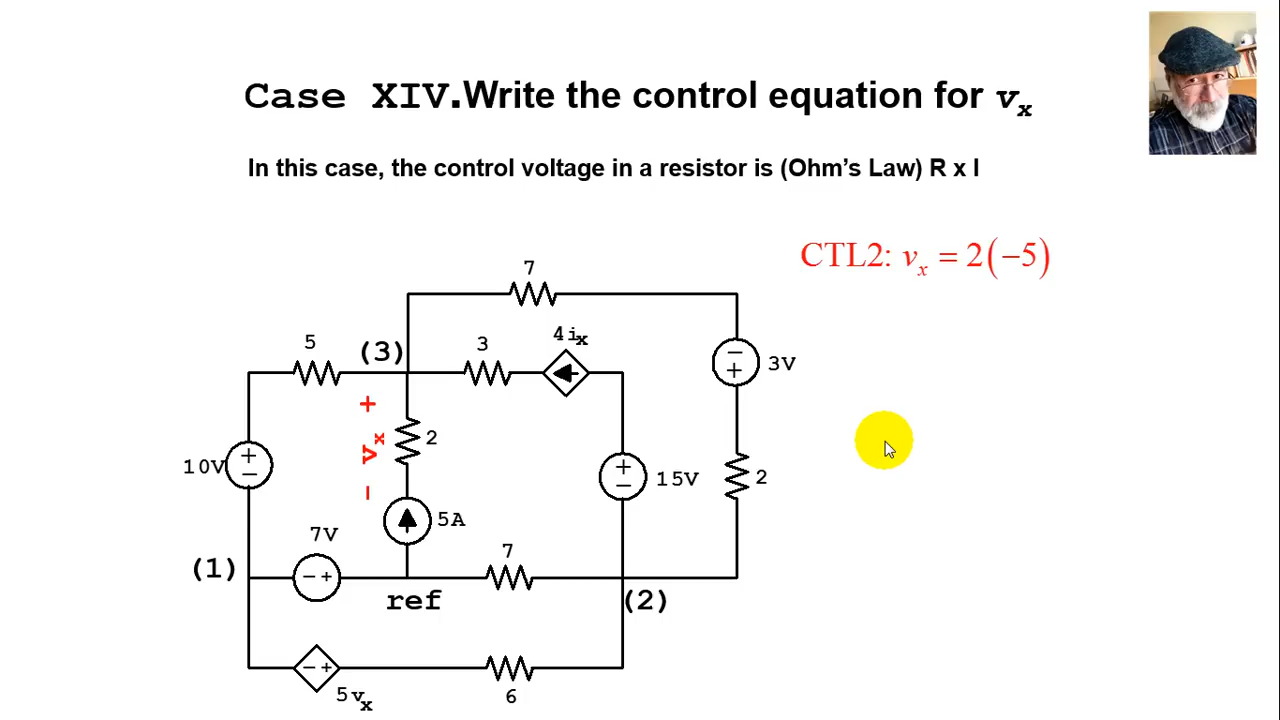 Case XIV.Write the control equation for vx
In this case, the control voltage in a resistor is (Ohm's Law) R x I
CTL2: vx = 2(−5)
7
5
(3)
3
4ix
− +
3V
+ vx −
2
10V
+ −
+ −
15V
2
5A
7V
(1)
− +
7
ref
(2)
− +
5vx
6